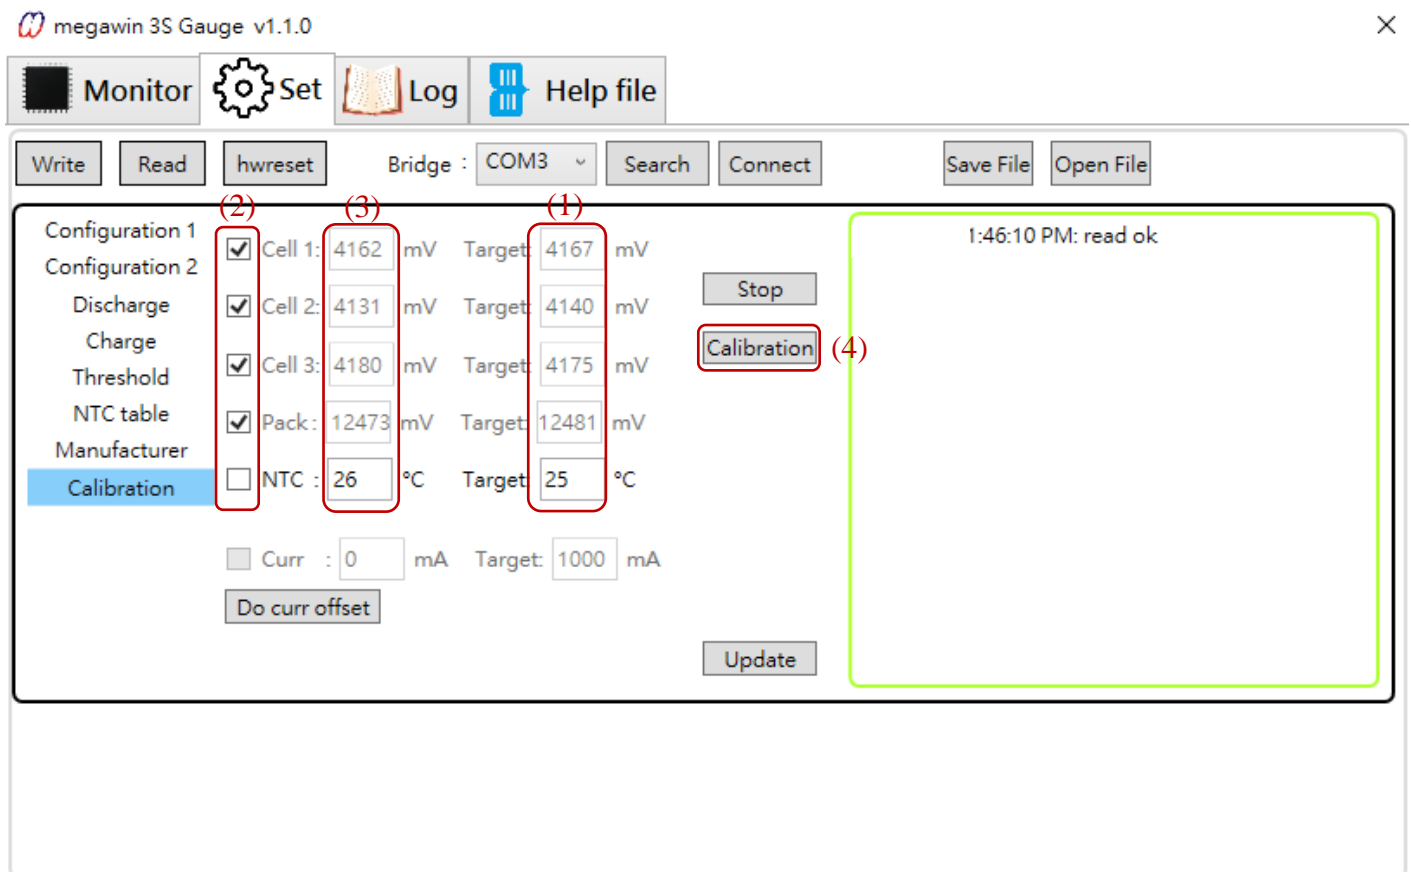 megawin 3S Gauge v1.1.0
Monitor Set Log Help file
Write Read hwreset Bridge : COM3 Search Connect Save File Open File
(2) (3) (1)
Configuration 1
Configuration 2
Discharge
Charge
Threshold
NTC table
Manufacturer
Calibration
Cell 1: 4162 mV Target: 4167 mV
Cell 2: 4131 mV Target: 4140 mV
Cell 3: 4180 mV Target: 4175 mV
Pack : 12473 mV Target: 12481 mV
NTC : 26 °C Target: 25 °C
Curr : 0 mA Target: 1000 mA
Do curr offset
Stop
Calibration (4)
Update
1:46:10 PM: read ok